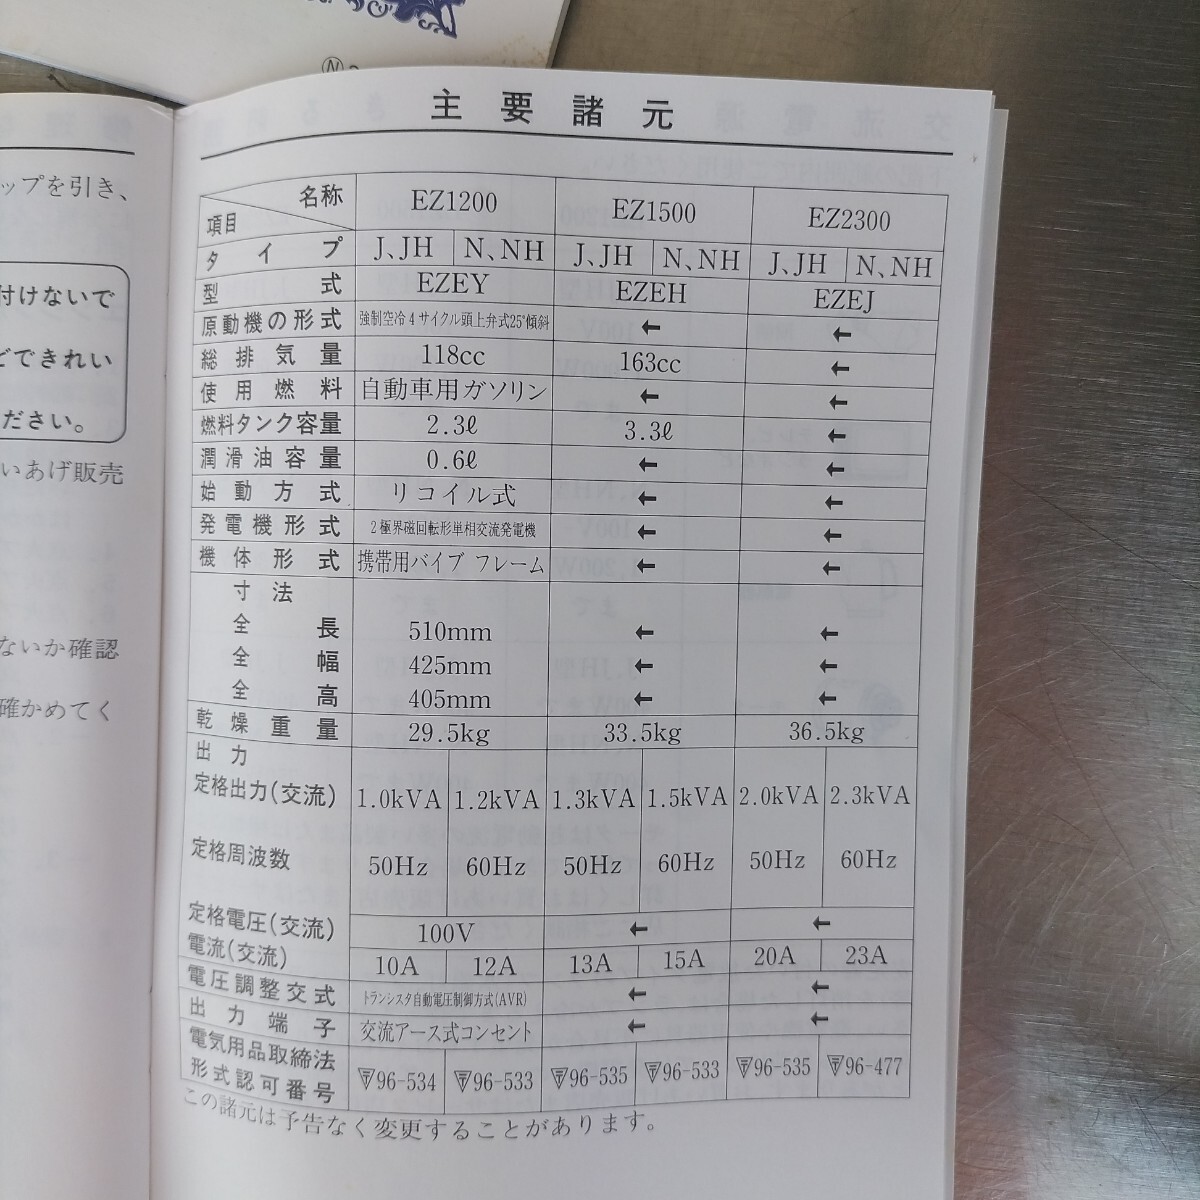 主要諸元
ップを引き、
付けないで
どできれい
ださい。
いあげ販売
ないか確認
確かめてく
名称 EZ1200 EZ1500 EZ2300
項目
タイプ J、JH N、NH J、JH N、NH J、JH N、NH
型式 EZEY EZEH EZEJ
原動機の形式 強制空冷4サイクル頭上弁式25°傾斜 ← ←
総排気量 118cc 163cc ←
使用燃料 自動車用ガソリン ← ←
燃料タンク容量 2.3ℓ 3.3ℓ ←
潤滑油容量 0.6ℓ ← ←
始動方式 リコイル式 ← ←
発電機形式 2極界磁回転形単相交流発電機 ← ←
機体形式 携帯用パイプ フレーム ← ←
寸法
全長 510mm ← ←
全幅 425mm ← ←
全高 405mm ← ←
乾燥重量 29.5kg 33.5kg 36.5kg
出力
定格出力(交流) 1.0kVA 1.2kVA 1.3kVA 1.5kVA 2.0kVA 2.3kVA
定格周波数 50Hz 60Hz 50Hz 60Hz 50Hz 60Hz
定格電圧(交流) 100V ← ←
電流(交流) 10A 12A 13A 15A 20A 23A
電圧調整交式 トランジスタ自動電圧制御方式(AVR) ← ←
出力端子 交流アース式コンセント ← ←
電気用品取締法
形式認可番号 96-534 96-533 96-535 96-533 96-535 96-477
この諸元は予告なく変更することがあります。